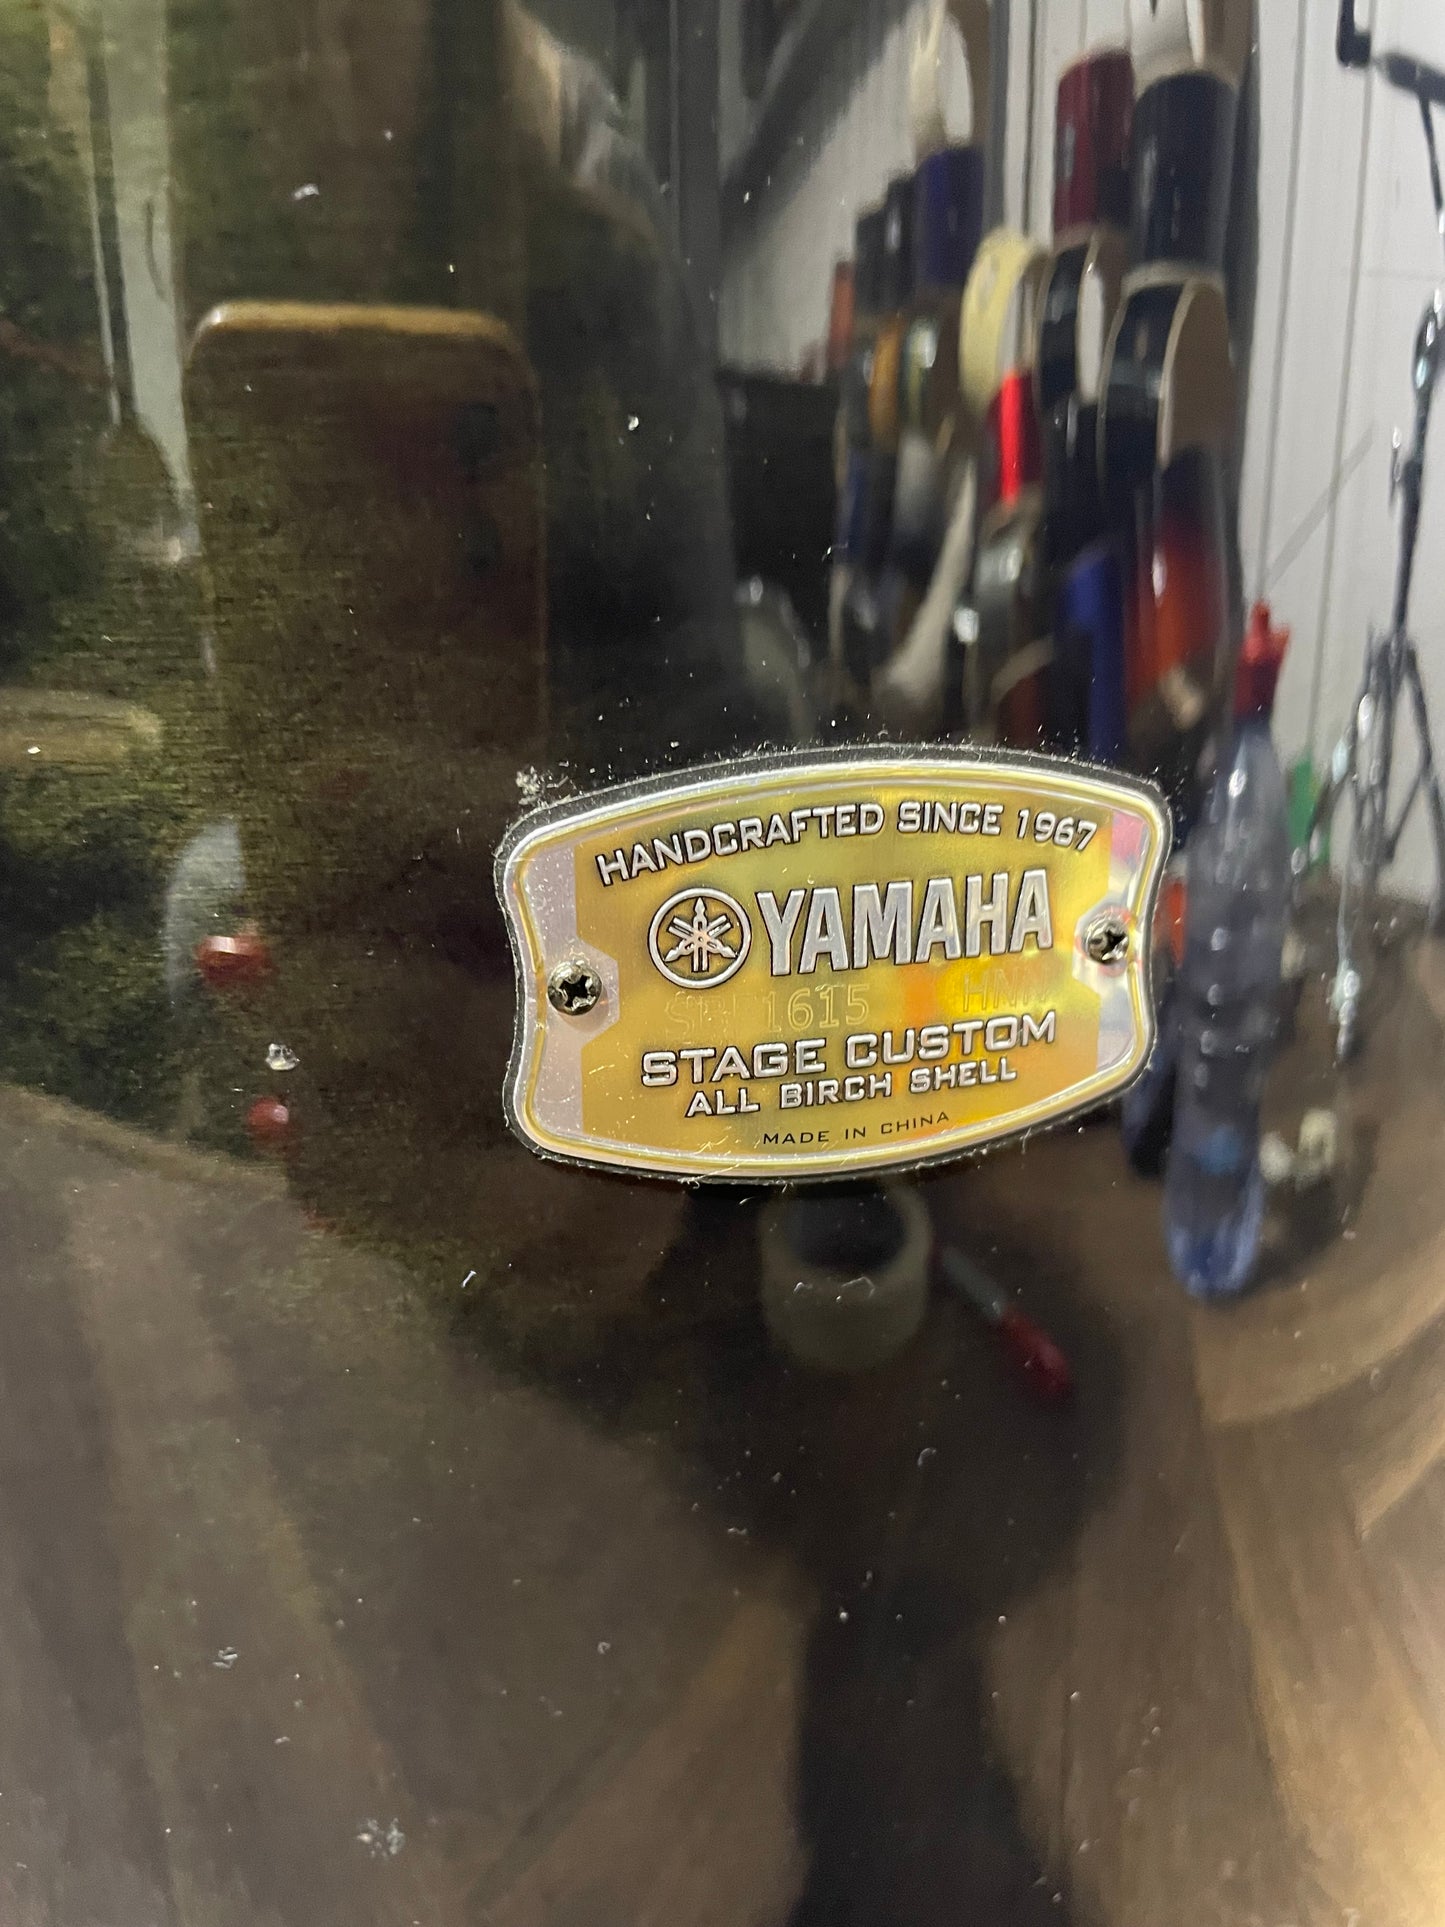 HANDCRAFTED SINCE 1967
YAMAHA
1615
STAGE CUSTOM
ALL BIRCH SHELL
MADE IN CHINA